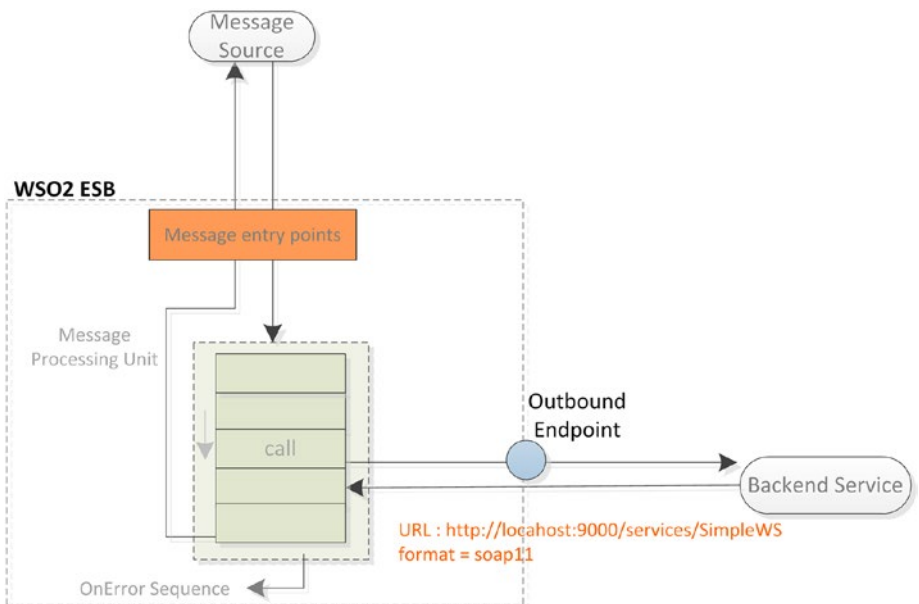 Message
Source
WSO2 ESB
Message entry points
Message
Processing Unit
call
Outbound
Endpoint
Backend Service
URL : http://locahost:9000/services/SimpleWS
format = soap11
OnError Sequence